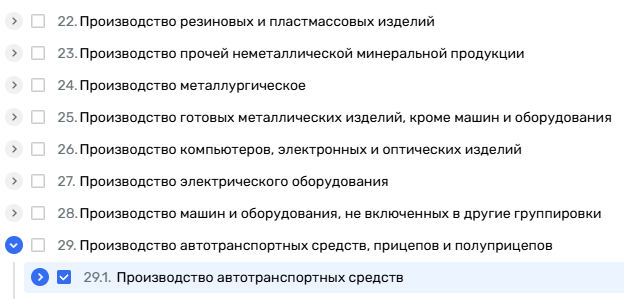 22. Производство резиновых и пластмассовых изделий
23. Производство прочей неметаллической минеральной продукции
24. Производство металлургическое
25. Производство готовых металлических изделий, кроме машин и оборудования
26. Производство компьютеров, электронных и оптических изделий
27. Производство электрического оборудования
28. Производство машин и оборудования, не включенных в другие группировки
29. Производство автотранспортных средств, прицепов и полуприцепов
29.1. Производство автотранспортных средств